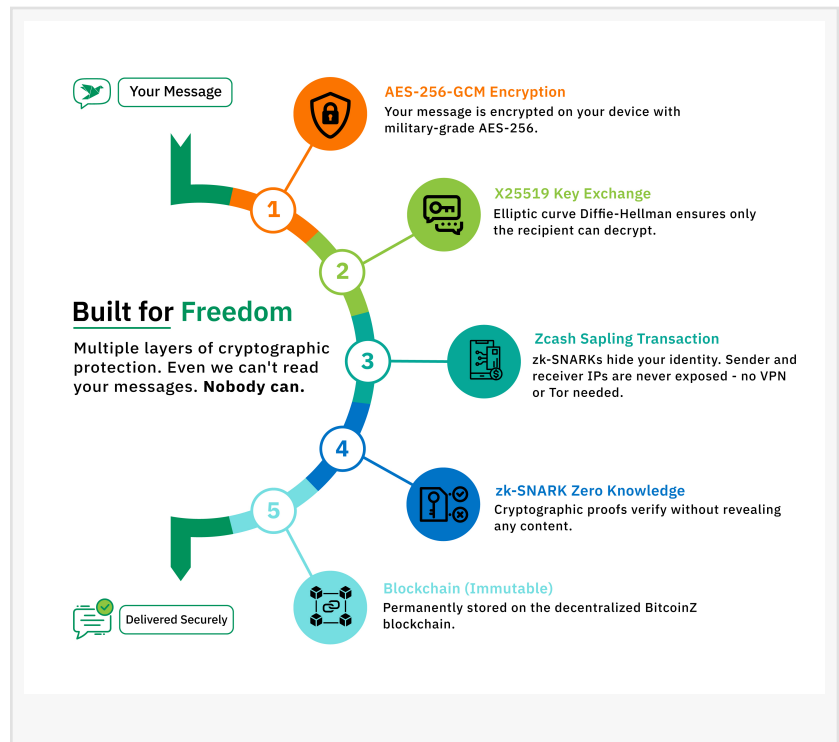 Your Message
AES-256-GCM Encryption
Your message is encrypted on your device with
military-grade AES-256.
1
X25519 Key Exchange
Elliptic curve Diffie-Hellman ensures only
the recipient can decrypt.
2
Built for Freedom
Multiple layers of cryptographic
protection. Even we can't read
your messages. Nobody can.
3
Zcash Sapling Transaction
zk-SNARKs hide your identity. Sender and
receiver IPs are never exposed - no VPN
or Tor needed.
4
zk-SNARK Zero Knowledge
Cryptographic proofs verify without revealing
any content.
5
Blockchain (Immutable)
Permanently stored on the decentralized BitcoinZ
blockchain.
Delivered Securely